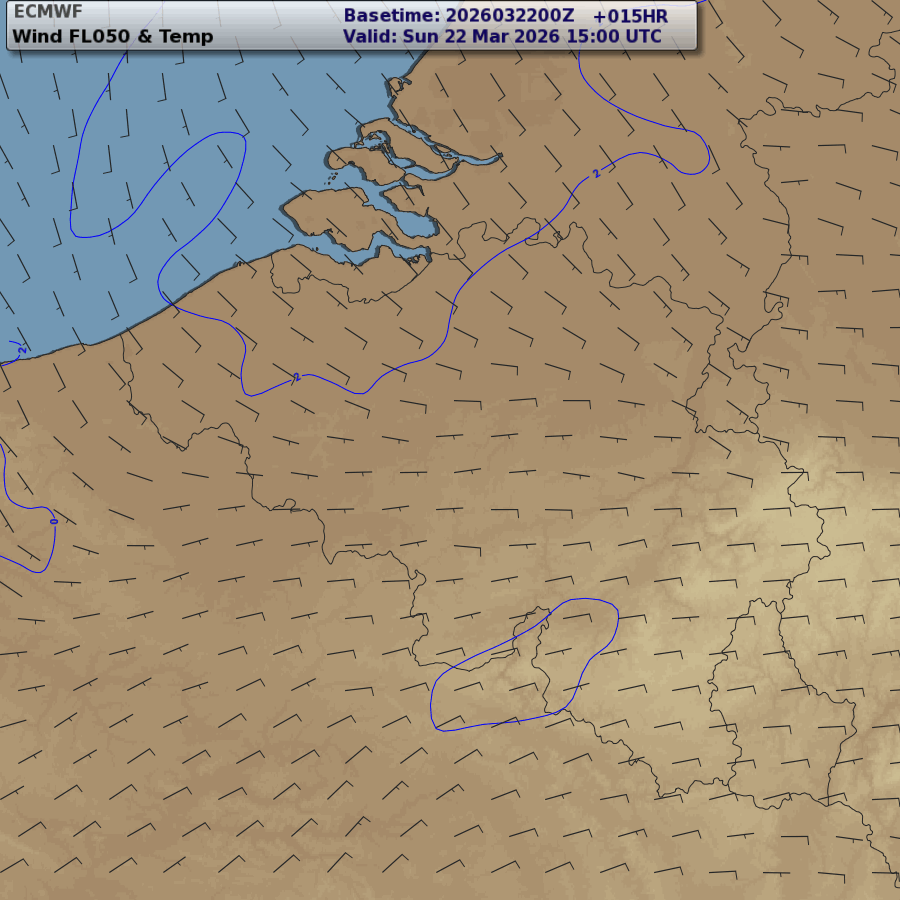 ECMWF
Basetime: 2026032200Z +015HR
Wind FL050 & Temp
Valid: Sun 22 Mar 2026 15:00 UTC
2
2
2
0